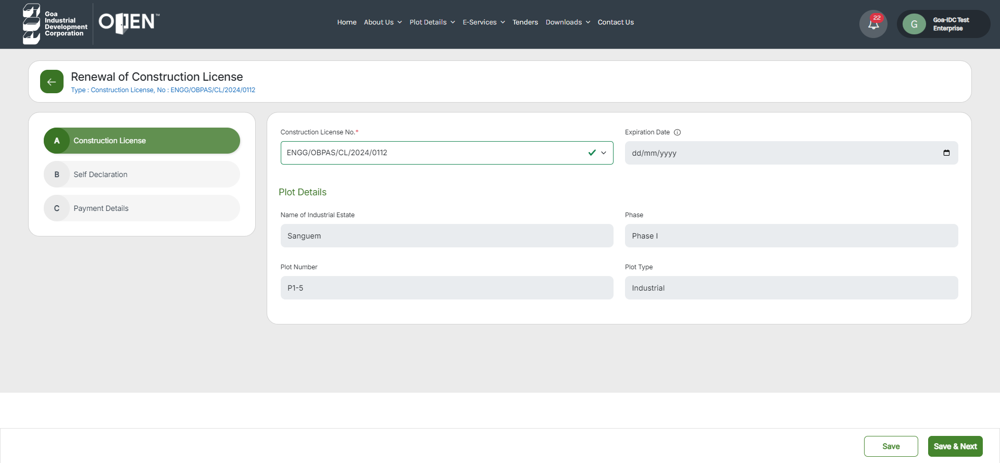 Goa
Industrial
Development
Corporation
OPEN™
Home
About Us
Plot Details
E-Services
Tenders
Downloads
Contact Us
22
G
Goa-IDC Test
Enterprise
Renewal of Construction License
Type : Construction License, No : ENGG/OBPAS/CL/2024/0112
A Construction License
B Self Declaration
C Payment Details
Construction License No.*
ENGG/OBPAS/CL/2024/0112
Expiration Date
dd/mm/yyyy
Plot Details
Name of Industrial Estate
Sanguem
Phase
Phase I
Plot Number
P1-5
Plot Type
Industrial
Save
Save & Next